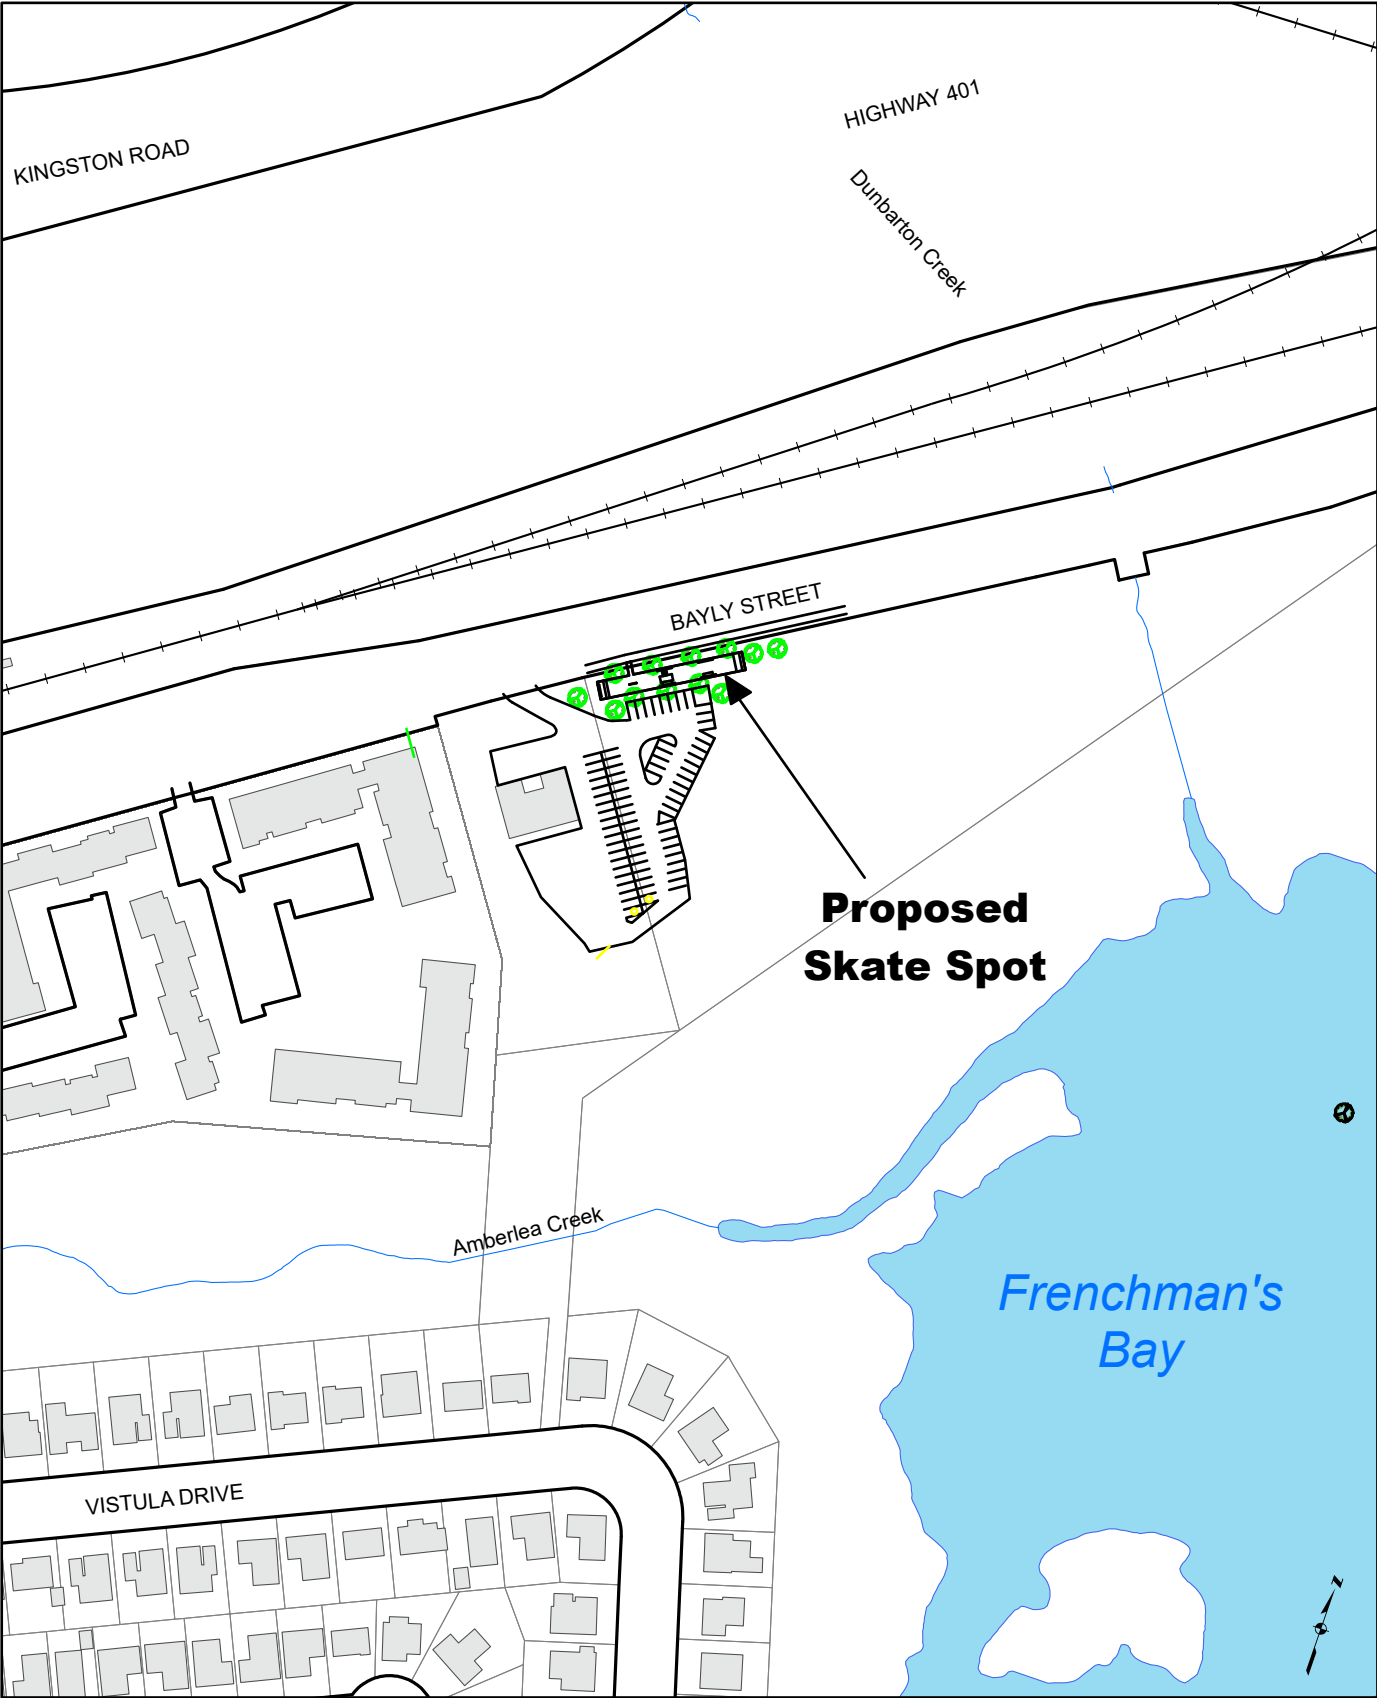 HIGHWAY 401
KINGSTON ROAD
Dunbarton Creek
BAYLY STREET
Proposed
Skate Spot
Amberlea Creek
Frenchman's
Bay
VISTULA DRIVE
N